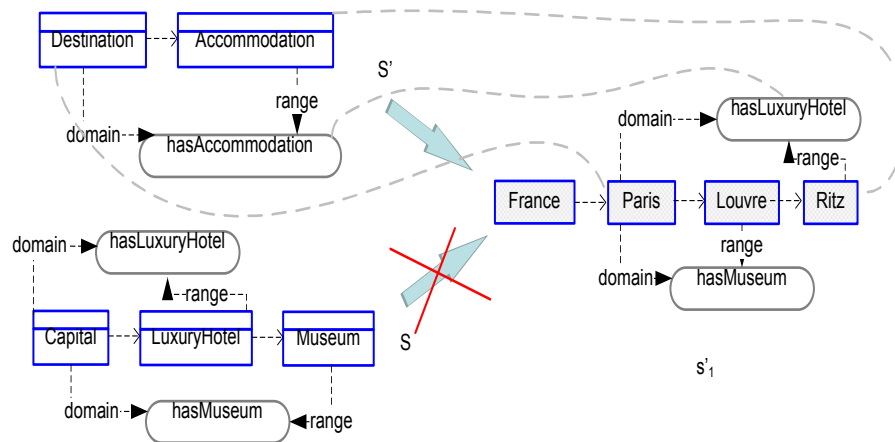 Destination
Accommodation
S'
range
domain
hasAccommodation
hasLuxuryHotel
domain
range
France
Paris
Louvre
Ritz
range
domain
hasMuseum
domain
hasLuxuryHotel
range
Capital
LuxuryHotel
Museum
S
domain
hasMuseum
range
s'1